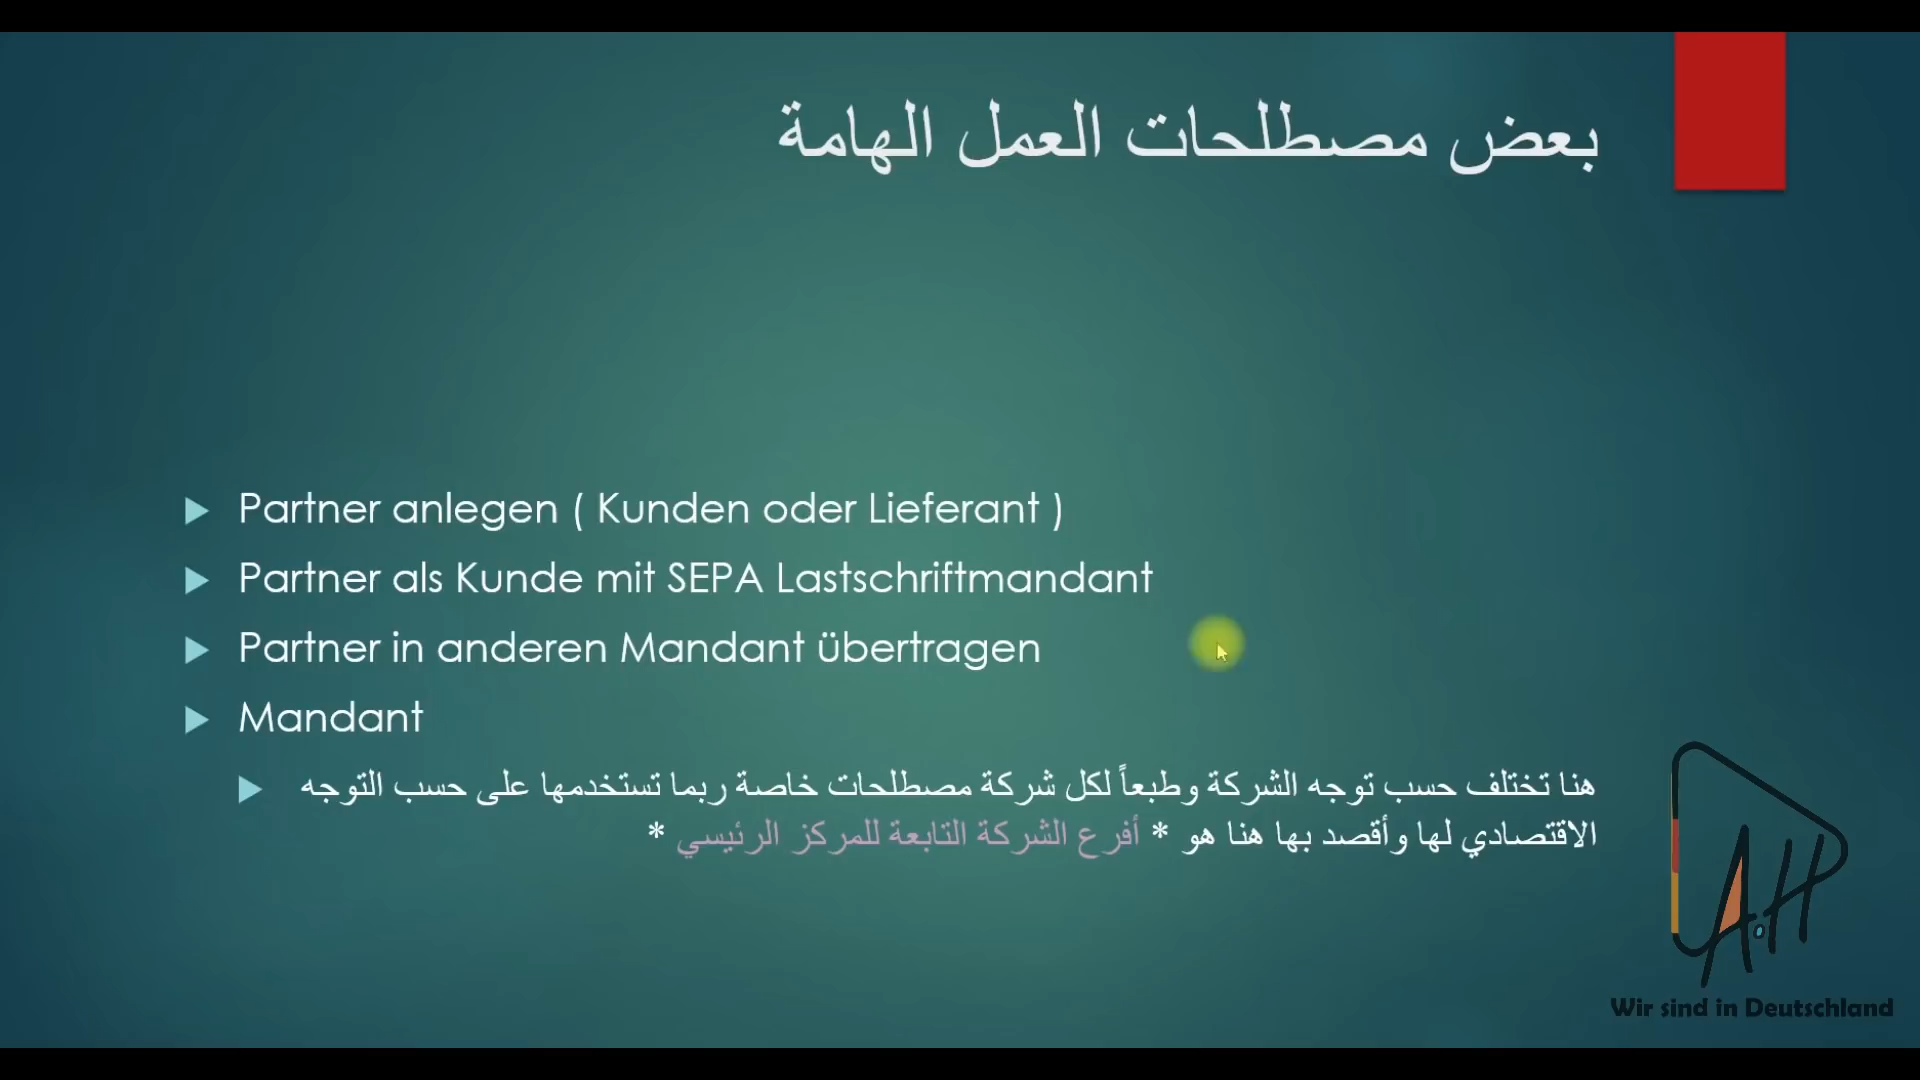 بعض مصطلحات العمل الهامة
Partner anlegen ( Kunden oder Lieferant )
Partner als Kunde mit SEPA Lastschriftmandant
Partner in anderen Mandant übertragen
Mandant
هنا تختلف حسب توجه الشركة وطبعاً لكل شركة مصطلحات خاصة ربما تستخدمها على حسب التوجه
الاقتصادي لها وأقصد بها هنا هو * أفرع الشركة التابعة للمركز الرئيسي *
A.H
Wir sind in Deutschland